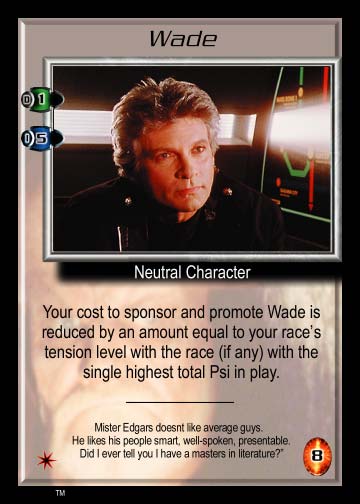 Wade
D 1
I 5
Neutral Character
Your cost to sponsor and promote Wade is
reduced by an amount equal to your race's
tension level with the race (if any) with the
single highest total Psi in play.
Mister Edgars doesnt like average guys.
He likes his people smart, well-spoken, presentable.
Did I ever tell you I have a masters in literature?"
8
TM